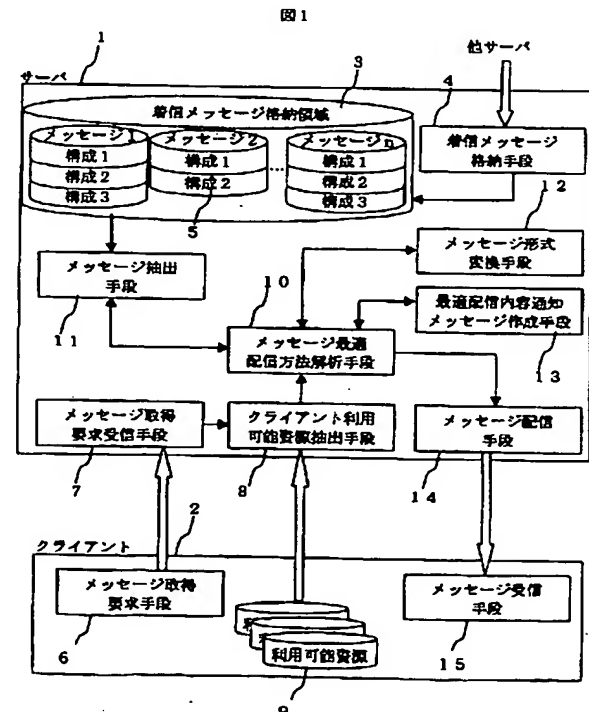 図1
1
他サーバ
サーバ
3
4
着信メッセージ格納領域
メッセージ1
構成1
構成2
構成3
メッセージ2
構成1
構成2
メッセージn
構成1
構成2
構成3
着信メッセージ
格納手段
5
12
メッセージ形式
変換手段
メッセージ抽出
手段
10
最適配信内容通知
メッセージ作成手段
11
メッセージ最適
配信方法解析手段
13
メッセージ取得
要求受信手段
クライアント利用
可能資源抽出手段
メッセージ配信
手段
7
8
14
2
クライアント
メッセージ取得
要求手段
メッセージ受信
手段
6
利用可能資源
15
9